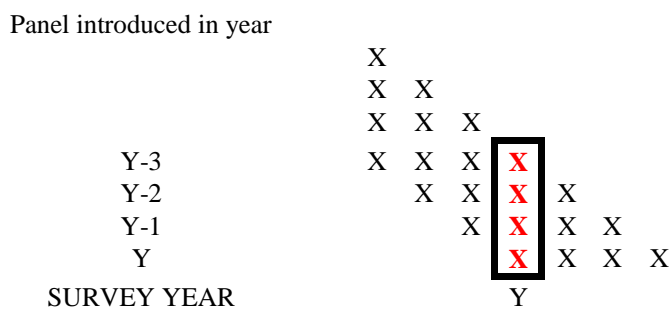 Panel introduced in year
X
X X
X X X
Y-3 X X X X
Y-2 X X X X
Y-1 X X X X
Y X X X X
SURVEY YEAR Y